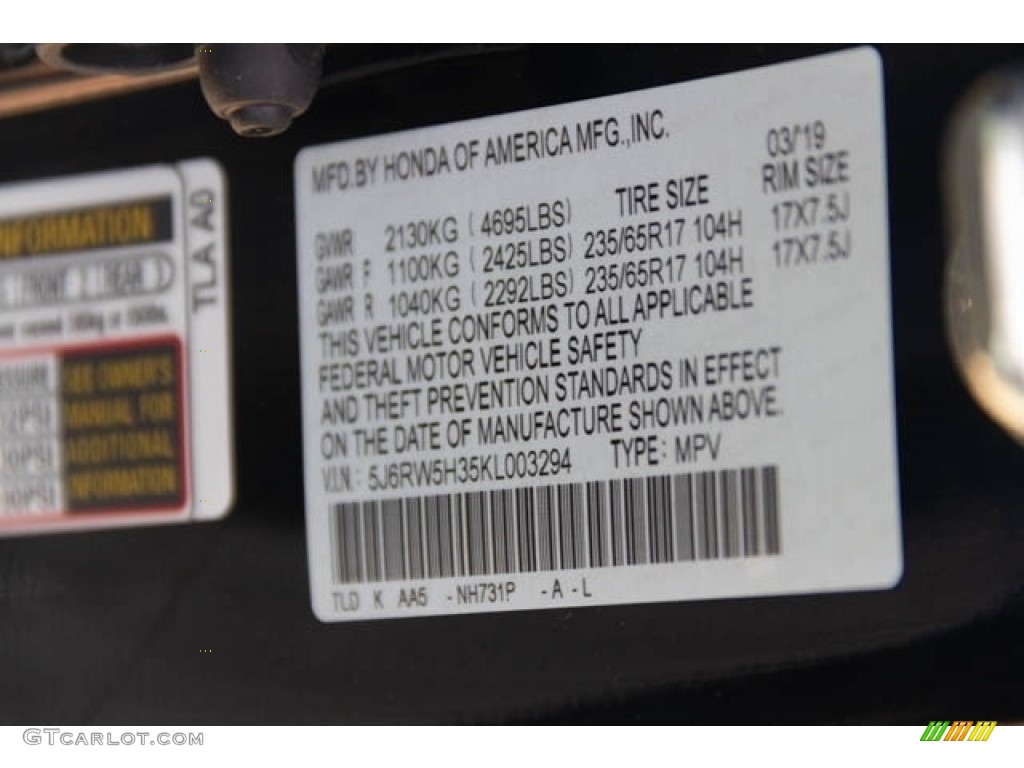 MFD.BY HONDA OF AMERICA MFG.,INC.
03/19
TIRE SIZE RIM SIZE
GVWR 2130KG (4695LBS)
GAWR F 1100KG (2425LBS) 235/65R17 104H 17X7.5J
GAWR R 1040KG (2292LBS) 235/65R17 104H 17X7.5J
THIS VEHICLE CONFORMS TO ALL APPLICABLE
FEDERAL MOTOR VEHICLE SAFETY
AND THEFT PREVENTION STANDARDS IN EFFECT
ON THE DATE OF MANUFACTURE SHOWN ABOVE.
V.I.N.: 5J6RW5H35KL003294 TYPE: MPV
TLD K AA5 -NH731P -A -L
TLA A0
FRONT 2 REAR
SEE OWNER'S
MANUAL FOR
ADDITIONAL
INFORMATION
GTCARLOT.COM